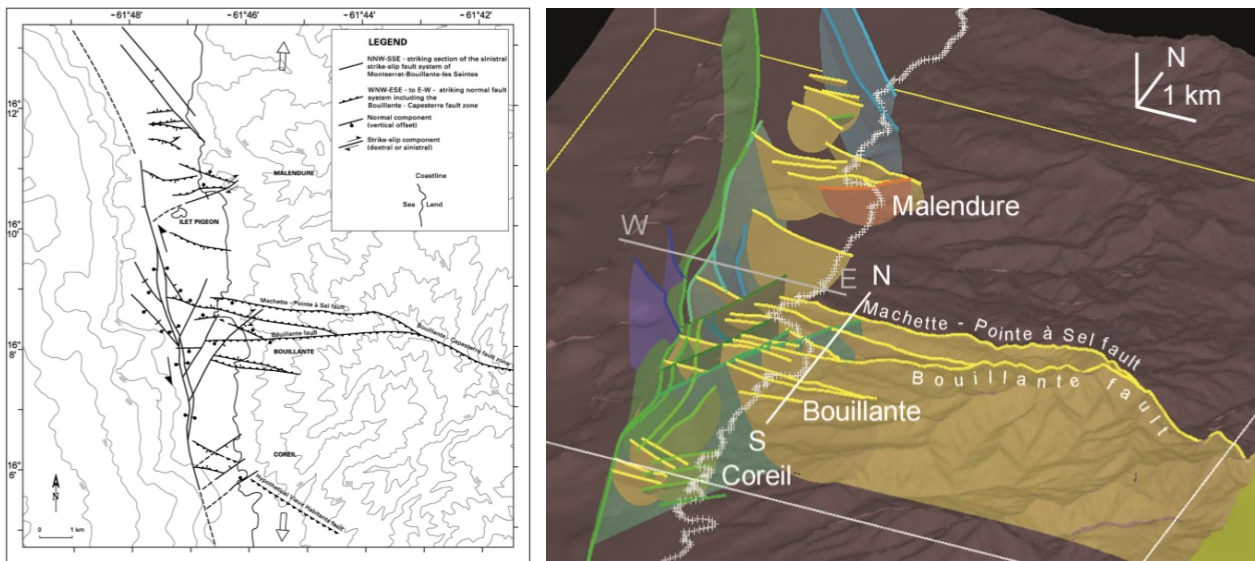 -61°48' -61°46' -61°44' -61°42'
LEGEND
NNW-SSE - striking section of the sinistral
strike-slip fault system of
Montserrat-Bouillante-les Saintes
WNW-ESE - to E-W - striking normal fault
system including the
Bouillante - Capesterre fault zone
Normal component
(vertical offset)
Strike-slip component
(dextral or sinistral)
Coastline
Sea Land
16°
12'
MALENDURE
ILET PIGEON
16°
10'
Machette - Pointe à Sel fault
Bouillante fault
Bouillante - Capesterre fault zone
BOUILLANTE
16°
8'
COREIL
16°
6'
Hypothetical Vieux Habitants fault
N
0 1 km
N
1 km
Malendure
W
E
N
Machette - Pointe à Sel fault
Bouillante fault
Bouillante
S
Coreil